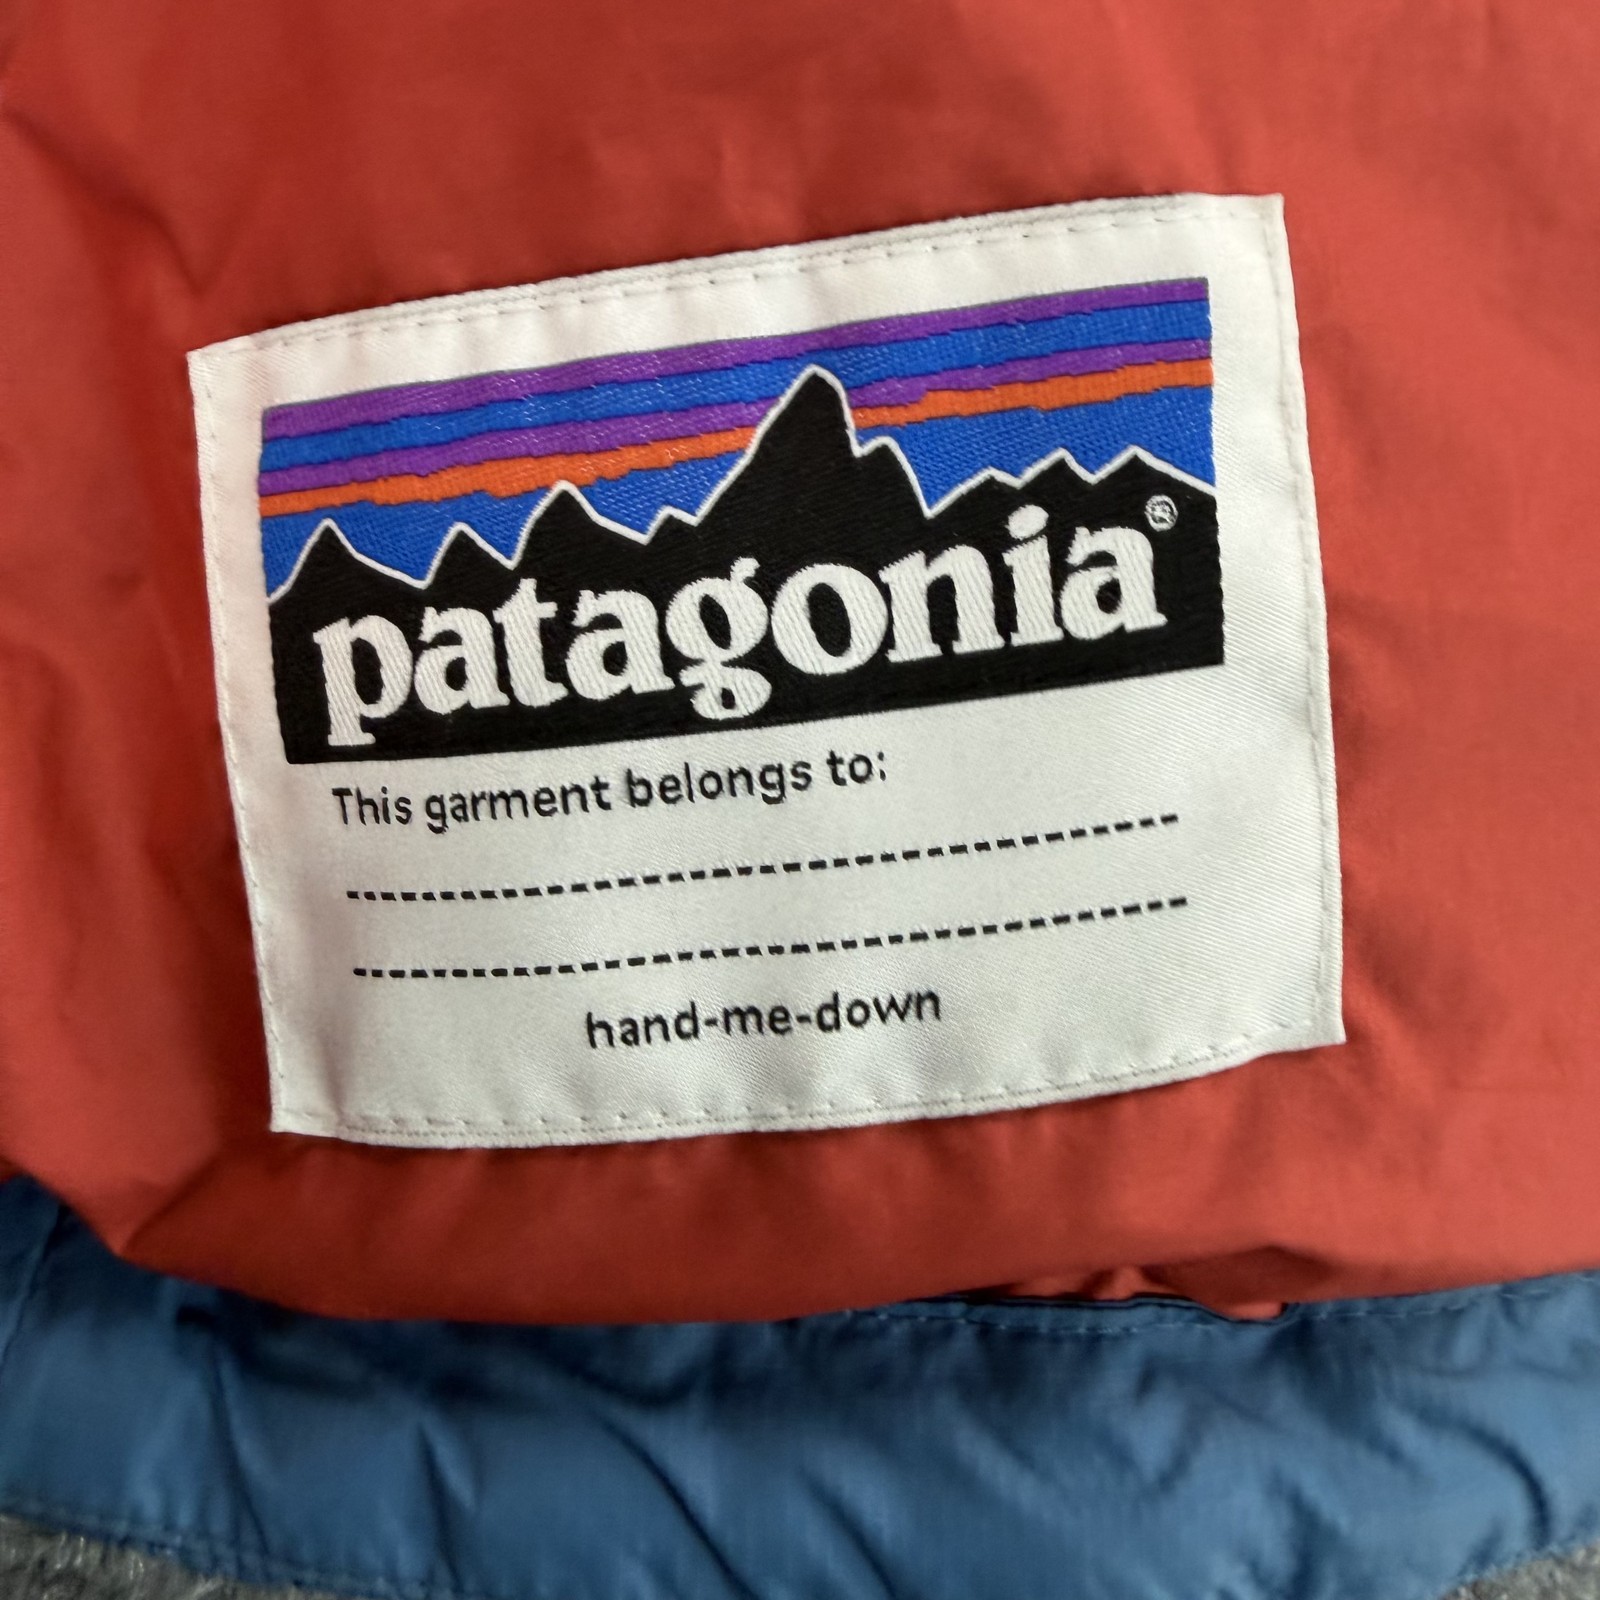 patagonia®
This garment belongs to:
hand-me-down